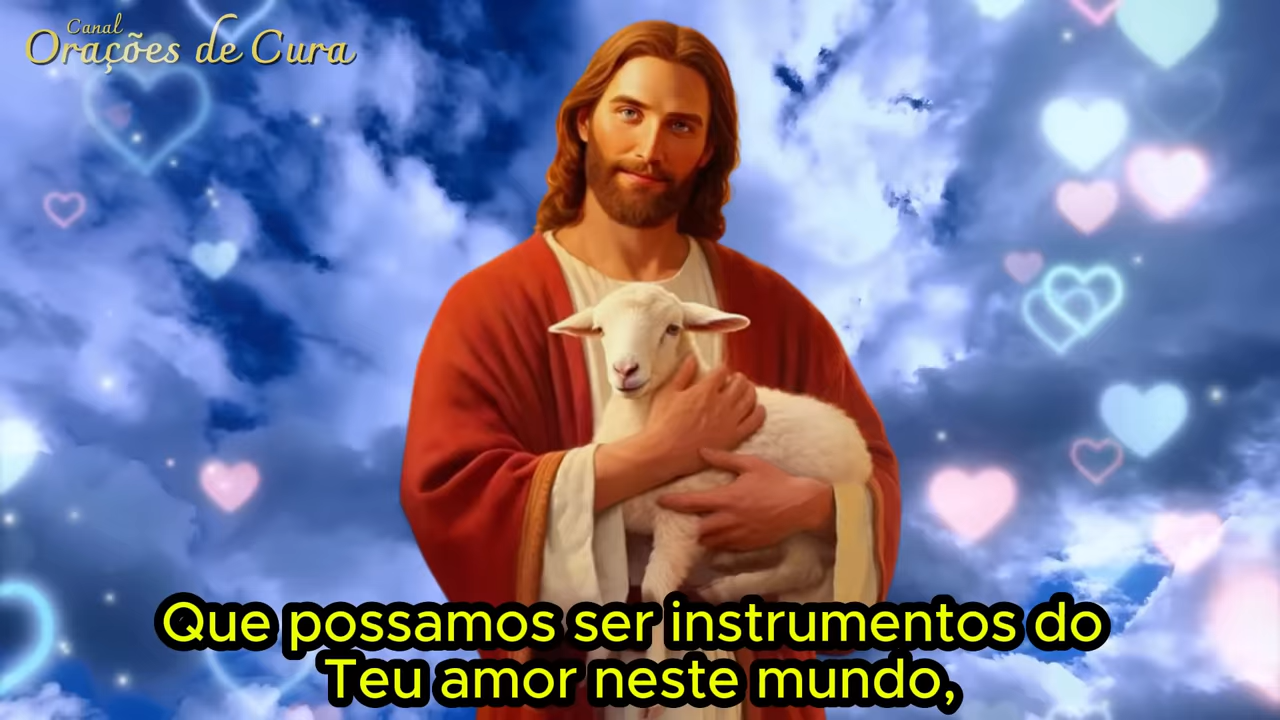 Canal
Orações de Cura
Que possamos ser instrumentos do
Teu amor neste mundo,